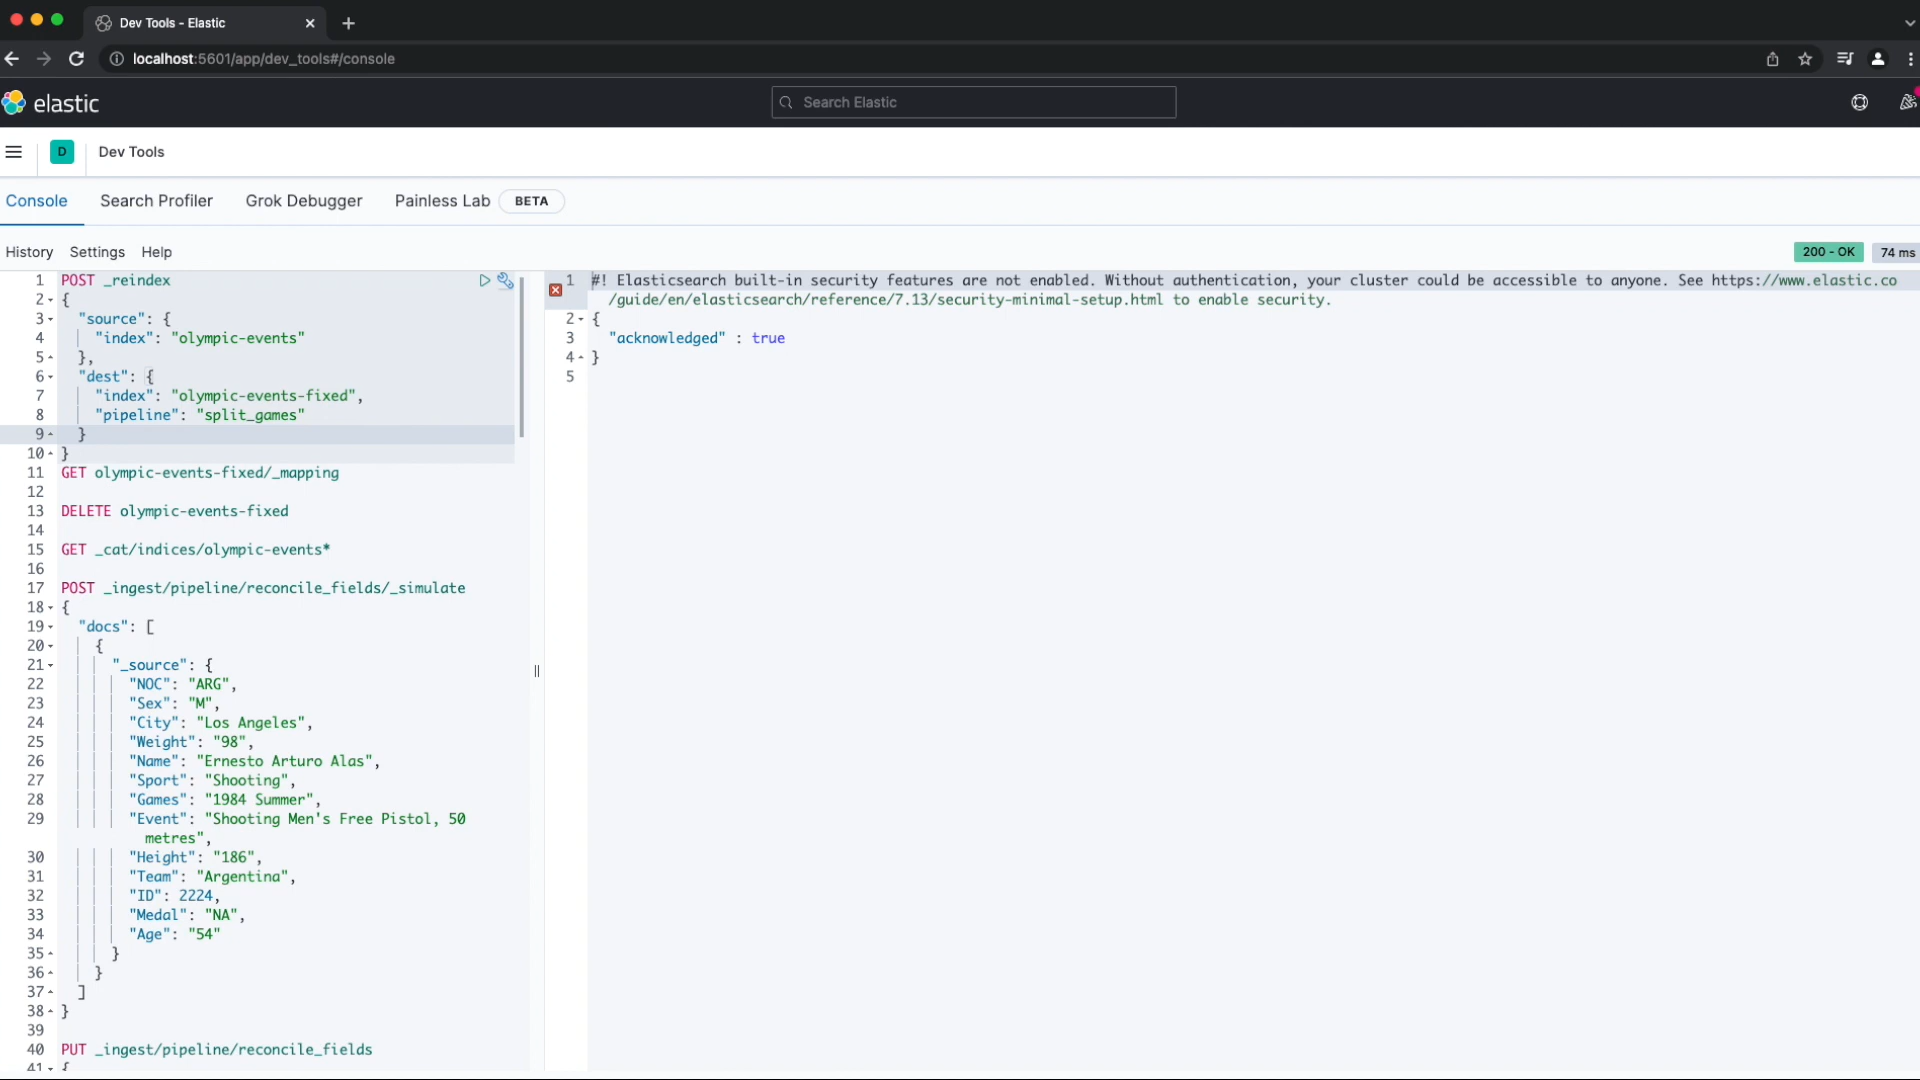 Dev Tools - Elastic
localhost:5601/app/dev_tools#/console
elastic
Search Elastic
D
Dev Tools
Console Search Profiler Grok Debugger Painless Lab BETA
History Settings Help
200 - OK 74 ms
1 POST _reindex
2 {
3 "source": {
4 "index": "olympic-events"
5 },
6 "dest": {
7 "index": "olympic-events-fixed",
8 "pipeline": "split_games"
9 }
10 }
11 GET olympic-events-fixed/_mapping
12
13 DELETE olympic-events-fixed
14
15 GET _cat/indices/olympic-events*
16
17 POST _ingest/pipeline/reconcile_fields/_simulate
18 {
19 "docs": [
20 {
21 "_source": {
22 "NOC": "ARG",
23 "Sex": "M",
24 "City": "Los Angeles",
25 "Weight": "98",
26 "Name": "Ernesto Arturo Alas",
27 "Sport": "Shooting",
28 "Games": "1984 Summer",
29 "Event": "Shooting Men's Free Pistol, 50
metres",
30 "Height": "186",
31 "Team": "Argentina",
32 "ID": 2224,
33 "Medal": "NA",
34 "Age": "54"
35 }
36 }
37 ]
38 }
39
40 PUT _ingest/pipeline/reconcile_fields
41 {
1 #! Elasticsearch built-in security features are not enabled. Without authentication, your cluster could be accessible to anyone. See https://www.elastic.co
/guide/en/elasticsearch/reference/7.13/security-minimal-setup.html to enable security.
2 {
3 "acknowledged" : true
4 }
5